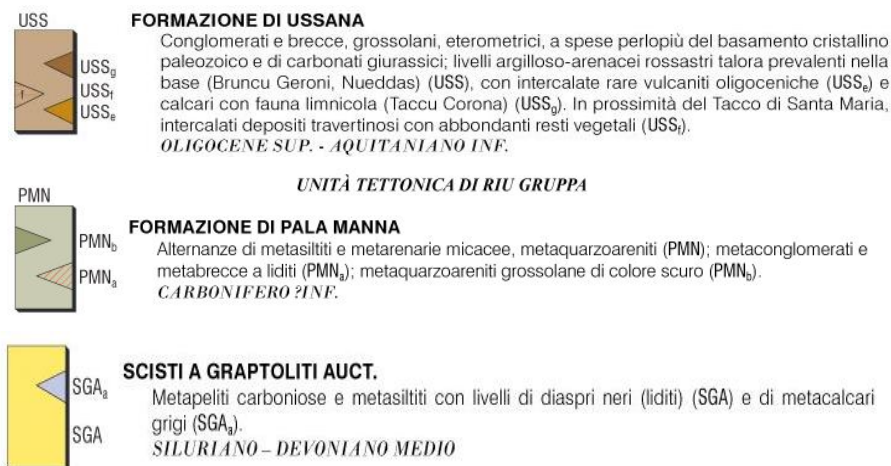 USS
FORMAZIONE DI USSANA
Conglomerati e brecce, grossolani, eterometrici, a spese perlopiù del basamento cristallino
paleozoico e di carbonati giurassici; livelli argilloso-arenacei rossastri talora prevalenti nella
base (Bruncu Geroni, Nueddas) (USS), con intercalate rare vulcaniti oligoceniche (USSe) e
calcari con fauna limnicola (Taccu Corona) (USSg). In prossimità del Tacco di Santa Maria,
intercalati depositi travertinosi con abbondanti resti vegetali (USSf).
OLIGOCENE SUP. - AQUITANIANO INF.
USSg
USSf
f
USSe
UNITÀ TETTONICA DI RIU GRUPPA
PMN
FORMAZIONE DI PALA MANNA
Alternanze di metasiltiti e metarenarie micacee, metaquarzoareniti (PMN); metaconglomerati e
metabrecce a liditi (PMNa); metaquarzoareniti grossolane di colore scuro (PMNb).
CARBONIFERO ?INF.
PMNb
PMNa
SCISTI A GRAPTOLITI AUCT.
Metapeliti carboniose e metasiltiti con livelli di diaspri neri (liditi) (SGA) e di metacalcari
grigi (SGAa).
SILURIANO – DEVONIANO MEDIO
SGAa
SGA